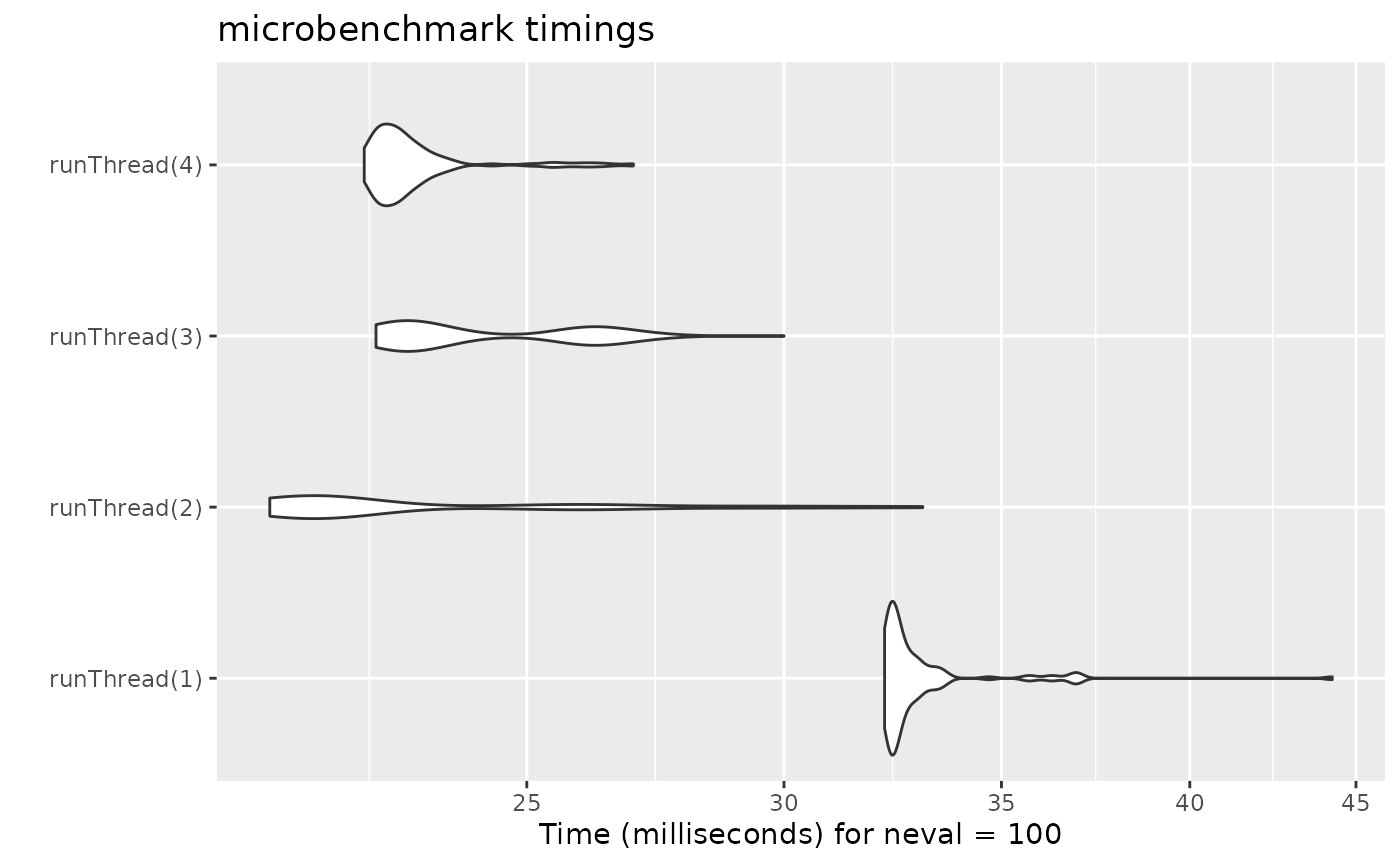 microbenchmark timings
runThread(4)
runThread(3)
runThread(2)
runThread(1)
25 30 35 40 45
Time (milliseconds) for neval = 100